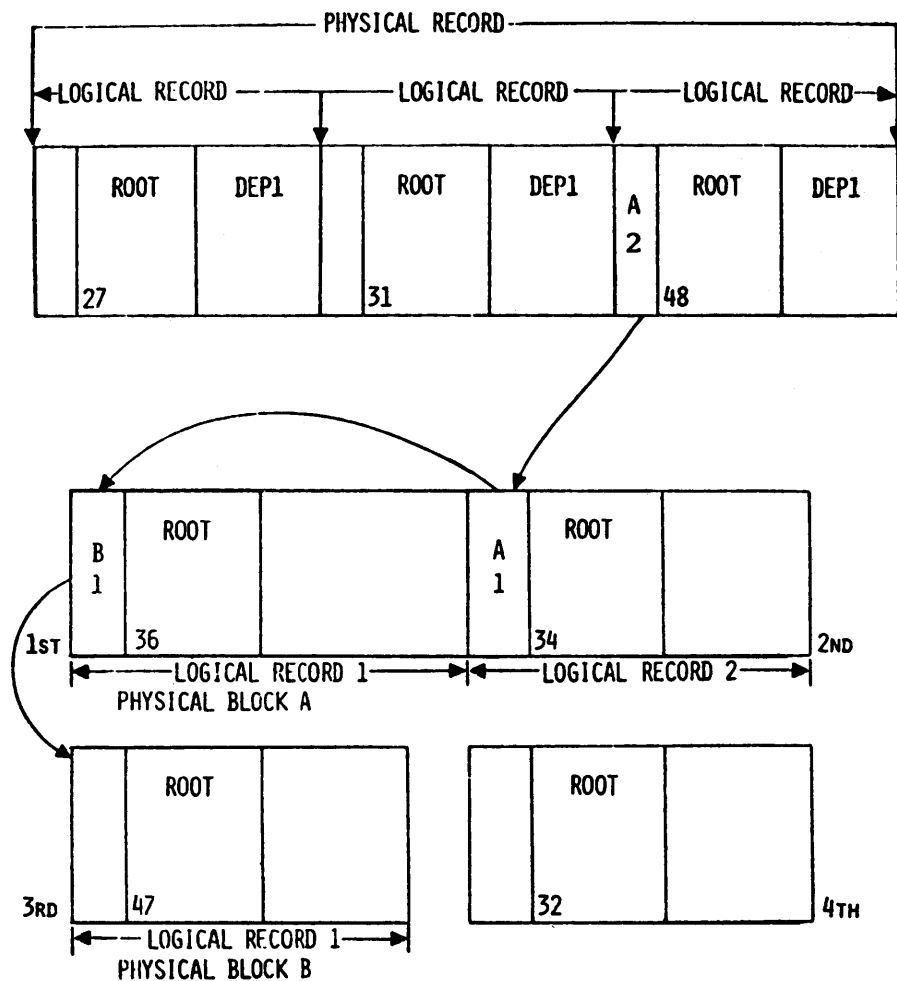 PHYSICAL RECORD
LOGICAL RECORD LOGICAL RECORD LOGICAL RECORD
ROOT DEP1 ROOT DEP1 A ROOT DEP1
2
27 31 48
ROOT ROOT
B A
1 1
1ST 36 34 2ND
LOGICAL RECORD 1 LOGICAL RECORD 2
PHYSICAL BLOCK A
ROOT ROOT
3RD 47 32 4TH
LOGICAL RECORD 1
PHYSICAL BLOCK B